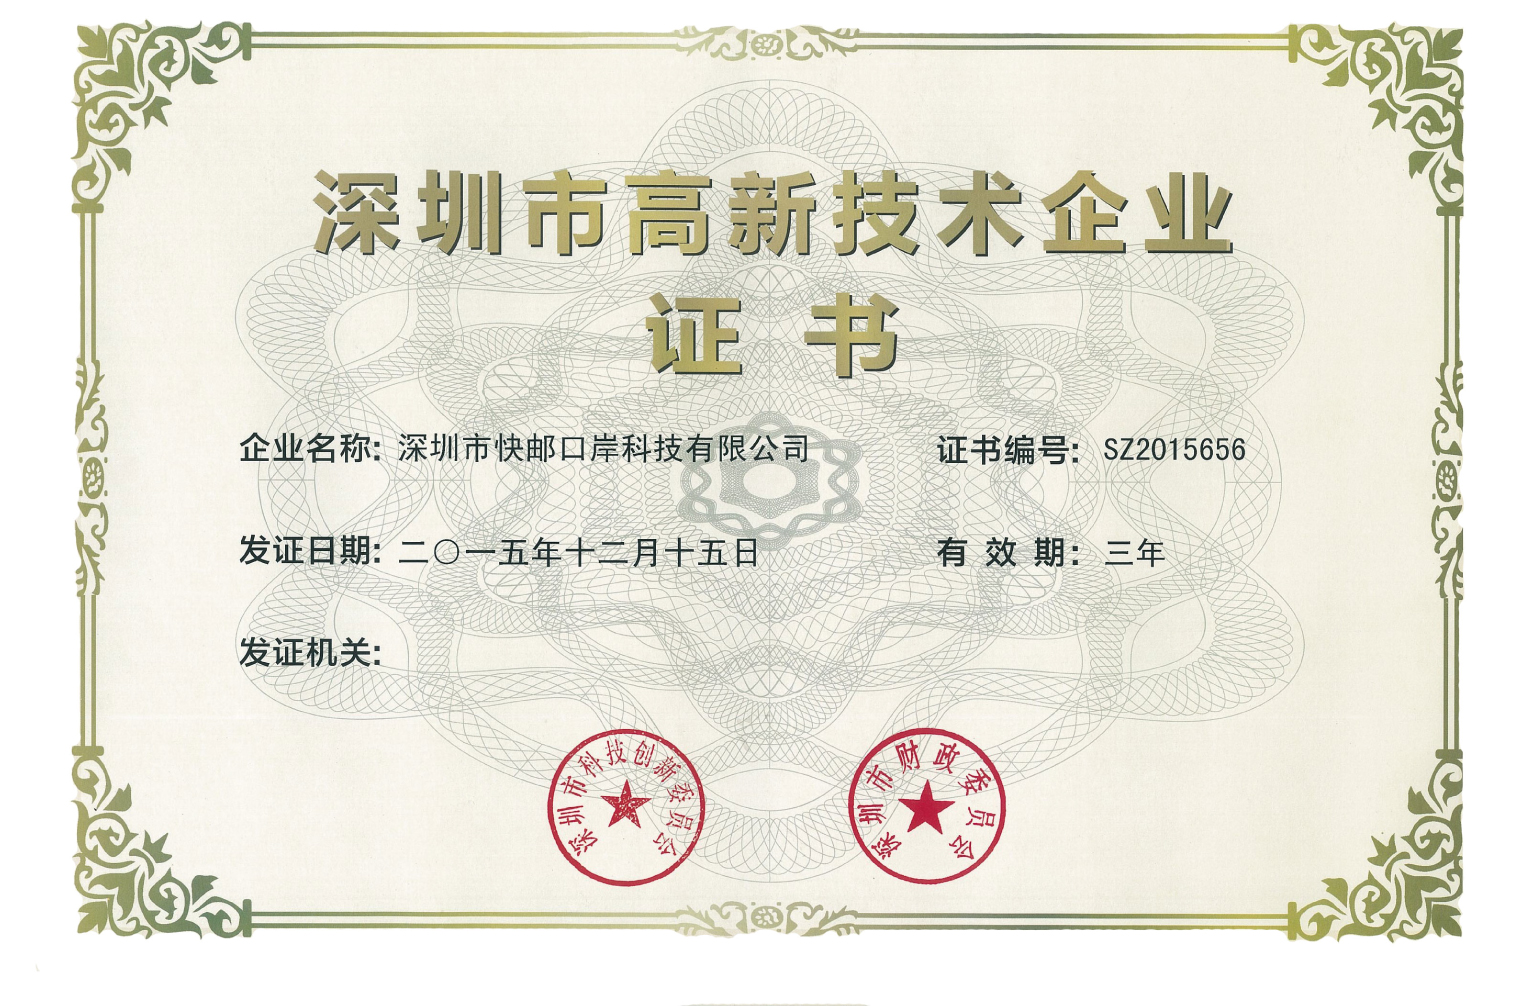 深圳市高新技术企业
证书
企业名称: 深圳市快邮口岸科技有限公司 证书编号: SZ2015656
发证日期: 二〇一五年十二月十五日 有效期: 三年
发证机关:
深圳市科技创新委员会
深圳市财政委员会